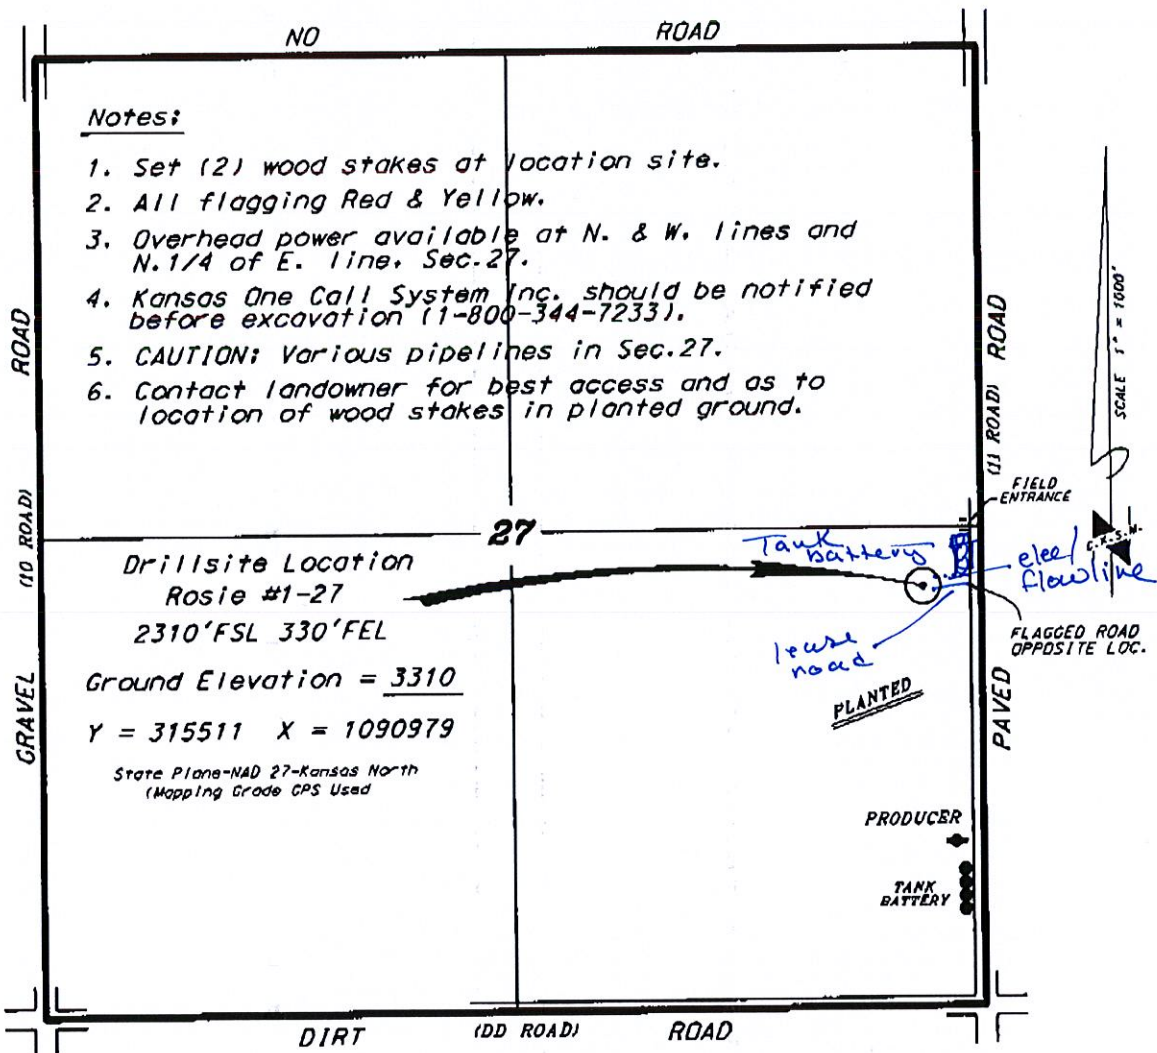 NO ROAD
Notes:
1. Set (2) wood stakes at location site.
2. All flagging Red & Yellow.
3. Overhead power available at N. & W. lines and
N.1/4 of E. line, Sec.27.
4. Kansas One Call System Inc. should be notified
before excavation (1-800-344-7233).
5. CAUTION: Various pipelines in Sec.27.
6. Contact landowner for best access and as to
location of wood stakes in planted ground.
ROAD
(10 ROAD)
GRAVEL
ROAD
(11 ROAD)
PAVED
SCALE 1" = 1000'
C.K.S.M.
FIELD
ENTRANCE
27
Tank
battery
elec/
flowline
Drillsite Location
Rosie #1-27
2310'FSL 330'FEL
Ground Elevation = 3310
Y = 315511 X = 1090979
State Plane-NAD 27-Kansas North
(Mapping Grade GPS Used
FLAGGED ROAD
OPPOSITE LOC.
lease
road
PLANTED
PRODUCER
TANK
BATTERY
DIRT (DD ROAD) ROAD